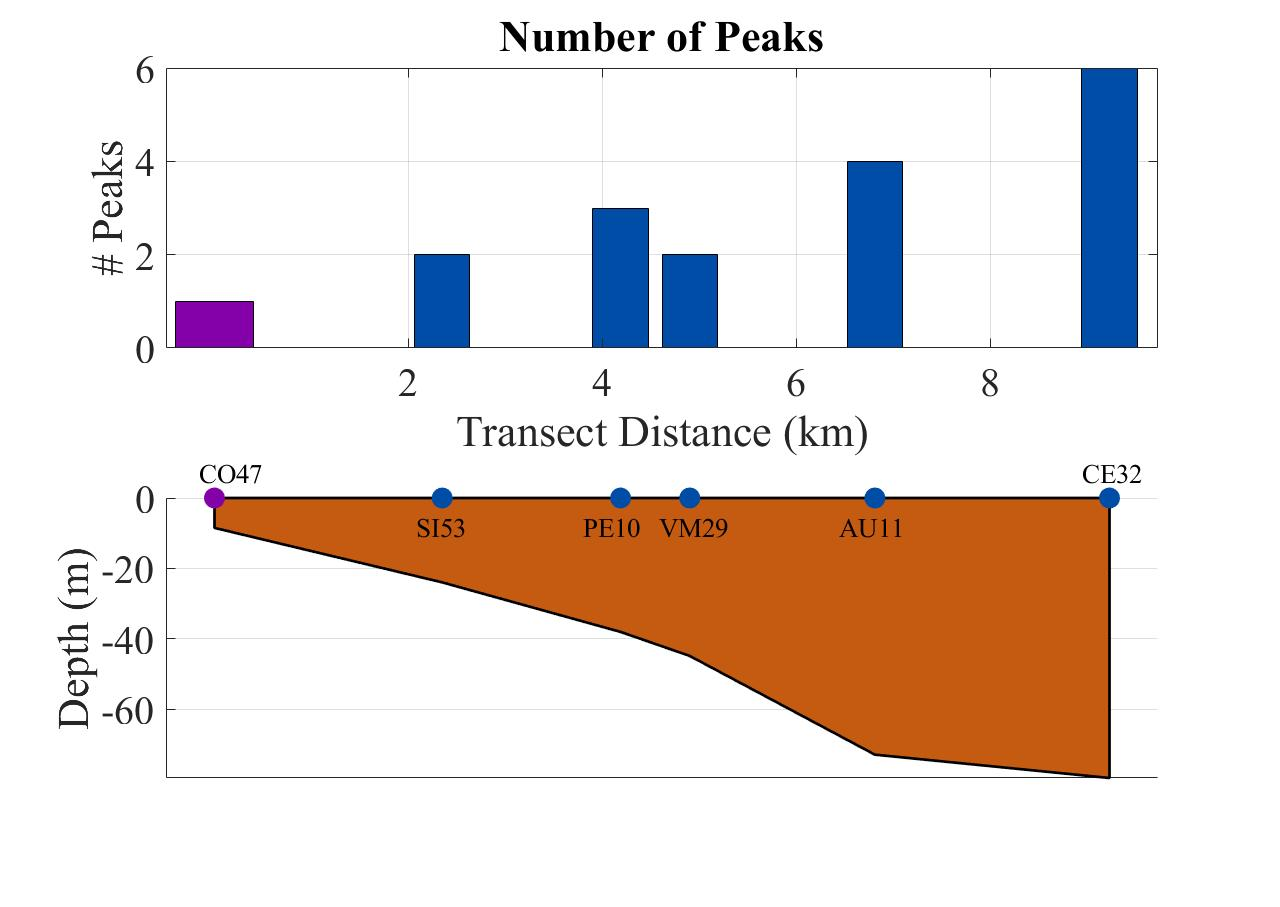 Number of Peaks
6
4
2
0
# Peaks
2 4 6 8
Transect Distance (km)
CO47 CE32
0
SI53 PE10 VM29 AU11
-20
-40
-60
Depth (m)